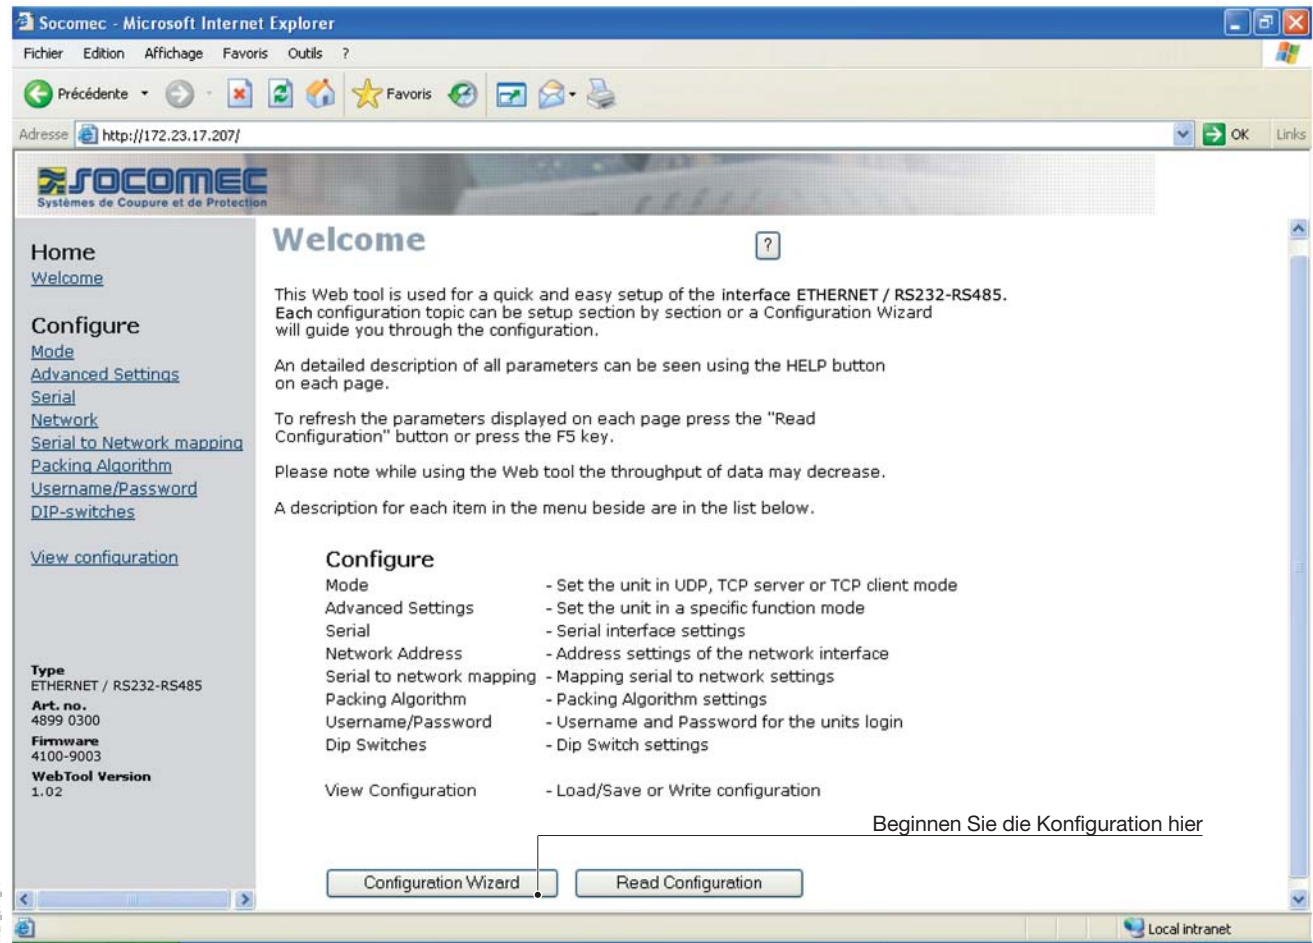 Socomec - Microsoft Internet Explorer
Fichier Edition Affichage Favoris Outils ?
Précédente Favoris
Adresse http://172.23.17.207/ OK Links
SOCOMEC
Systèmes de Coupure et de Protection
Home
Welcome
Configure
Mode
Advanced Settings
Serial
Network
Serial to Network mapping
Packing Algorithm
Username/Password
DIP-switches
View configuration
Type
ETHERNET / RS232-RS485
Art. no.
4899 0300
Firmware
4100-9003
WebTool Version
1.02
Welcome ?
This Web tool is used for a quick and easy setup of the interface ETHERNET / RS232-RS485.
Each configuration topic can be setup section by section or a Configuration Wizard
will guide you through the configuration.
An detailed description of all parameters can be seen using the HELP button
on each page.
To refresh the parameters displayed on each page press the "Read
Configuration" button or press the F5 key.
Please note while using the Web tool the throughput of data may decrease.
A description for each item in the menu beside are in the list below.
Configure
Mode - Set the unit in UDP, TCP server or TCP client mode
Advanced Settings - Set the unit in a specific function mode
Serial - Serial interface settings
Network Address - Address settings of the network interface
Serial to network mapping - Mapping serial to network settings
Packing Algorithm - Packing Algorithm settings
Username/Password - Username and Password for the units login
Dip Switches - Dip Switch settings
View Configuration - Load/Save or Write configuration
Beginnen Sie die Konfiguration hier
Configuration Wizard Read Configuration
Local intranet